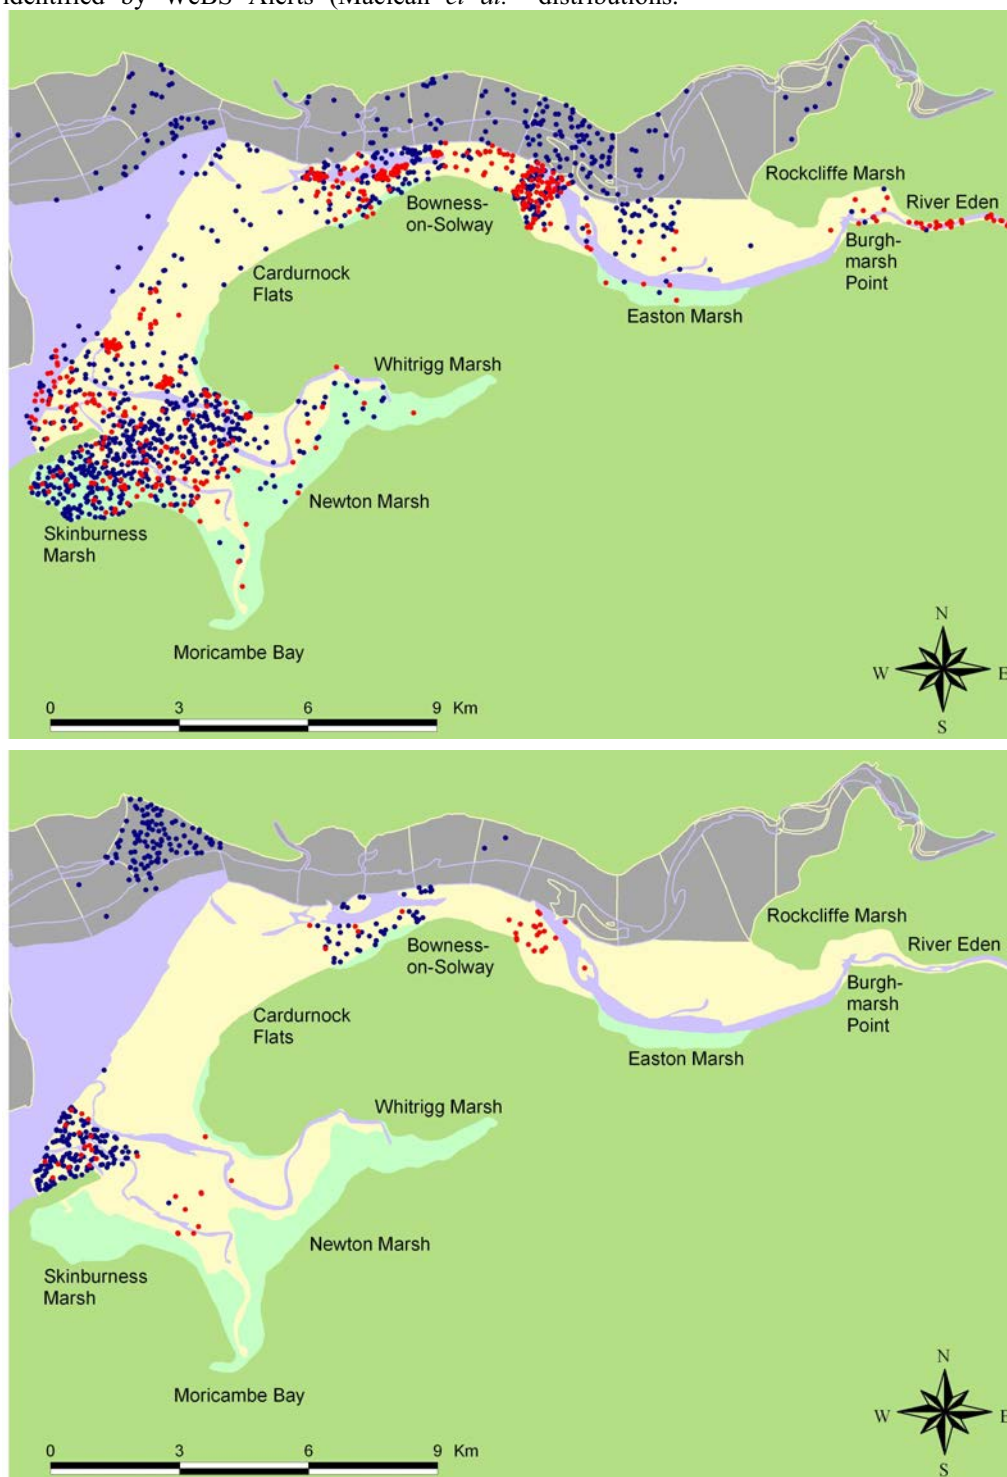 identified by WeBS Alerts (Maclean et al. distributions.
Rockcliffe Marsh
River Eden
Bowness-
on-Solway
Burgh-
marsh
Point
Cardurnock
Flats
Easton Marsh
Whitrigg Marsh
Newton Marsh
Skinburness
Marsh
Moricambe Bay
N
W E
S
0 3 6 9 Km
Rockcliffe Marsh
River Eden
Bowness-
on-Solway
Burgh-
marsh
Point
Cardurnock
Flats
Easton Marsh
Whitrigg Marsh
Newton Marsh
Skinburness
Marsh
Moricambe Bay
N
W E
S
0 3 6 9 Km